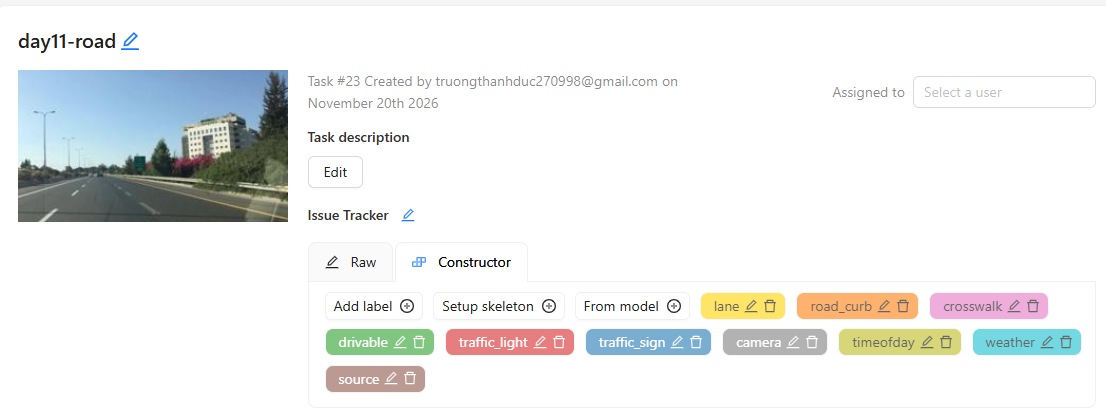 day11-road
Task #23 Created by truongthanhduc270998@gmail.com on
November 20th 2026
Assigned to
Select a user
Task description
Edit
Issue Tracker
Raw
Constructor
Add label
Setup skeleton
From model
lane
road_curb
crosswalk
drivable
traffic_light
traffic_sign
camera
timeofday
weather
source